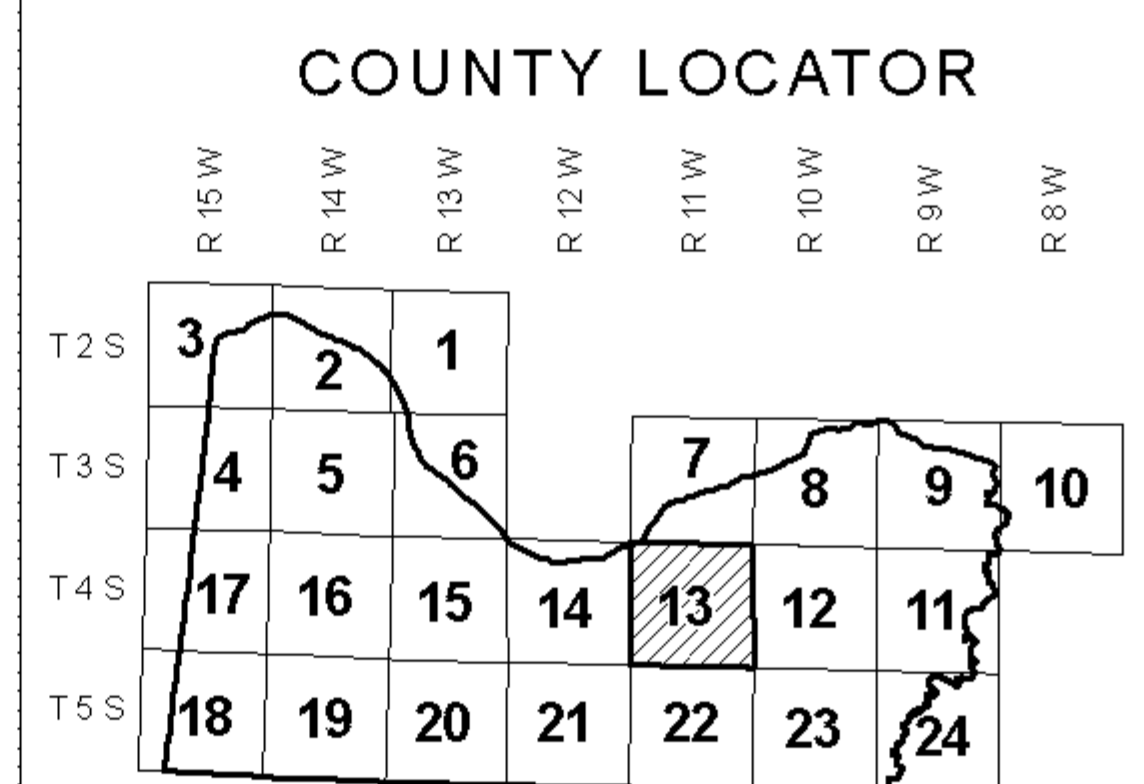 COUNTY LOCATOR
R 15 W R 14 W R 13 W R 12 W R 11 W R 10 W R 9 W R 8 W
T 2 S 3 2 1
T 3 S 4 5 6 7 8 9 10
T 4 S 17 16 15 14 13 12 11
T 5 S 18 19 20 21 22 23 24